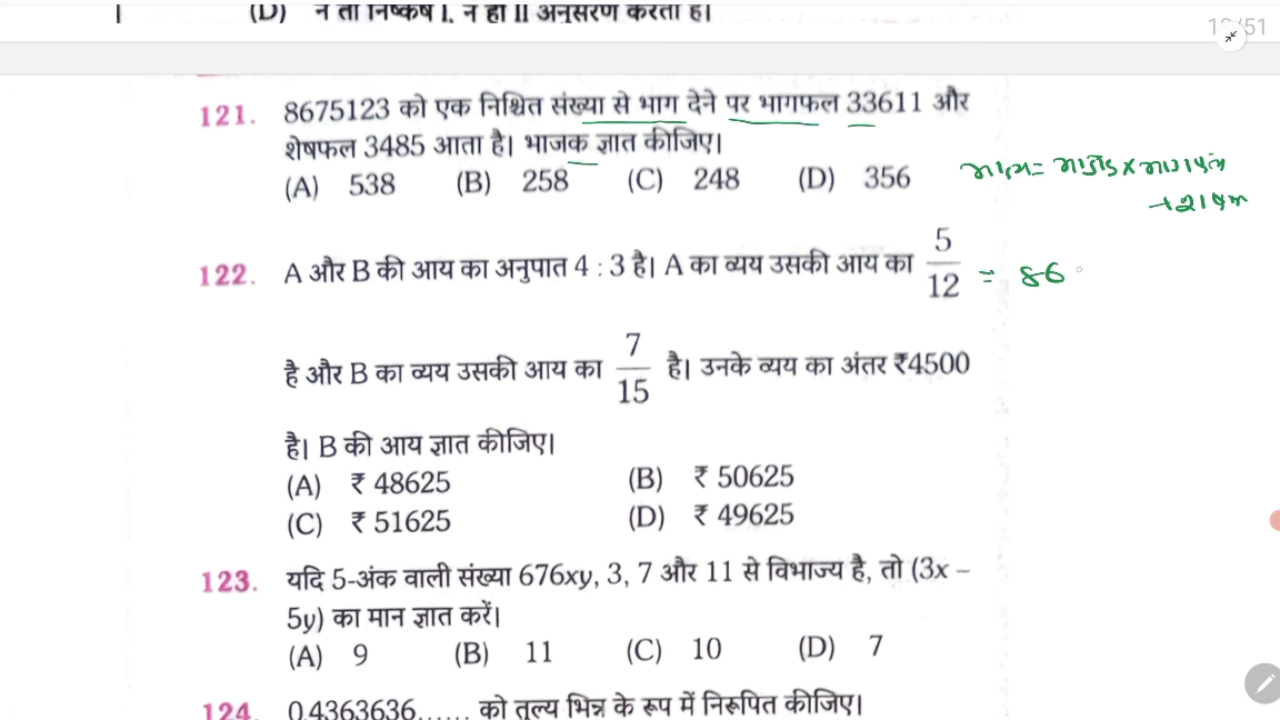 (D) न तो निष्कर्ष I, न ही II अनुसरण करता है।
121. 8675123 को एक निश्चित संख्या से भाग देने पर भागफल 33611 और
शेषफल 3485 आता है। भाजक ज्ञात कीजिए।
(A) 538 (B) 258 (C) 248 (D) 356
122. A और B की आय का अनुपात 4 : 3 है। A का व्यय उसकी आय का 5/12 = 86
है और B का व्यय उसकी आय का 7/15 है। उनके व्यय का अंतर ₹4500
है। B की आय ज्ञात कीजिए।
(A) ₹ 48625 (B) ₹ 50625
(C) ₹ 51625 (D) ₹ 49625
123. यदि 5-अंक वाली संख्या 676xy, 3, 7 और 11 से विभाज्य है, तो (3x –
5y) का मान ज्ञात करें।
(A) 9 (B) 11 (C) 10 (D) 7
124. 0.4363636...... को तुल्य भिन्न के रूप में निरूपित कीजिए।